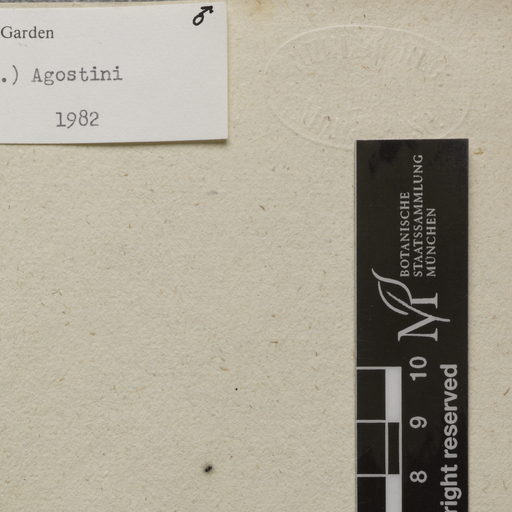 Garden
♂
.) Agostini
1982
BOTANISCHE
STAATSSAMMLUNG
MÜNCHEN
M
10
9
8
right reserved